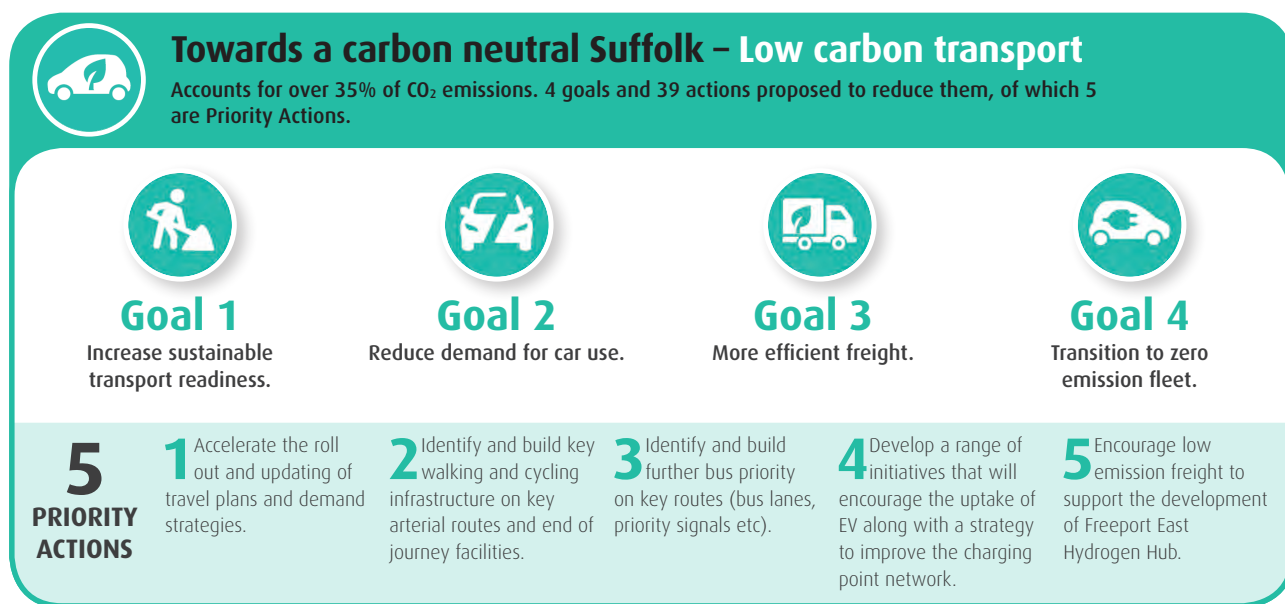 Towards a carbon neutral Suffolk – Low carbon transport
Accounts for over 35% of CO₂ emissions. 4 goals and 39 actions proposed to reduce them, of which 5
are Priority Actions.
Goal 1
Increase sustainable
transport readiness.
Goal 2
Reduce demand for car use.
Goal 3
More efficient freight.
Goal 4
Transition to zero
emission fleet.
5
PRIORITY
ACTIONS
1 Accelerate the roll
out and updating of
travel plans and demand
strategies.
2 Identify and build key
walking and cycling
infrastructure on key
arterial routes and end of
journey facilities.
3 Identify and build
further bus priority
on key routes (bus lanes,
priority signals etc).
4 Develop a range of
initiatives that will
encourage the uptake of
EV along with a strategy
to improve the charging
point network.
5 Encourage low
emission freight to
support the development
of Freeport East
Hydrogen Hub.